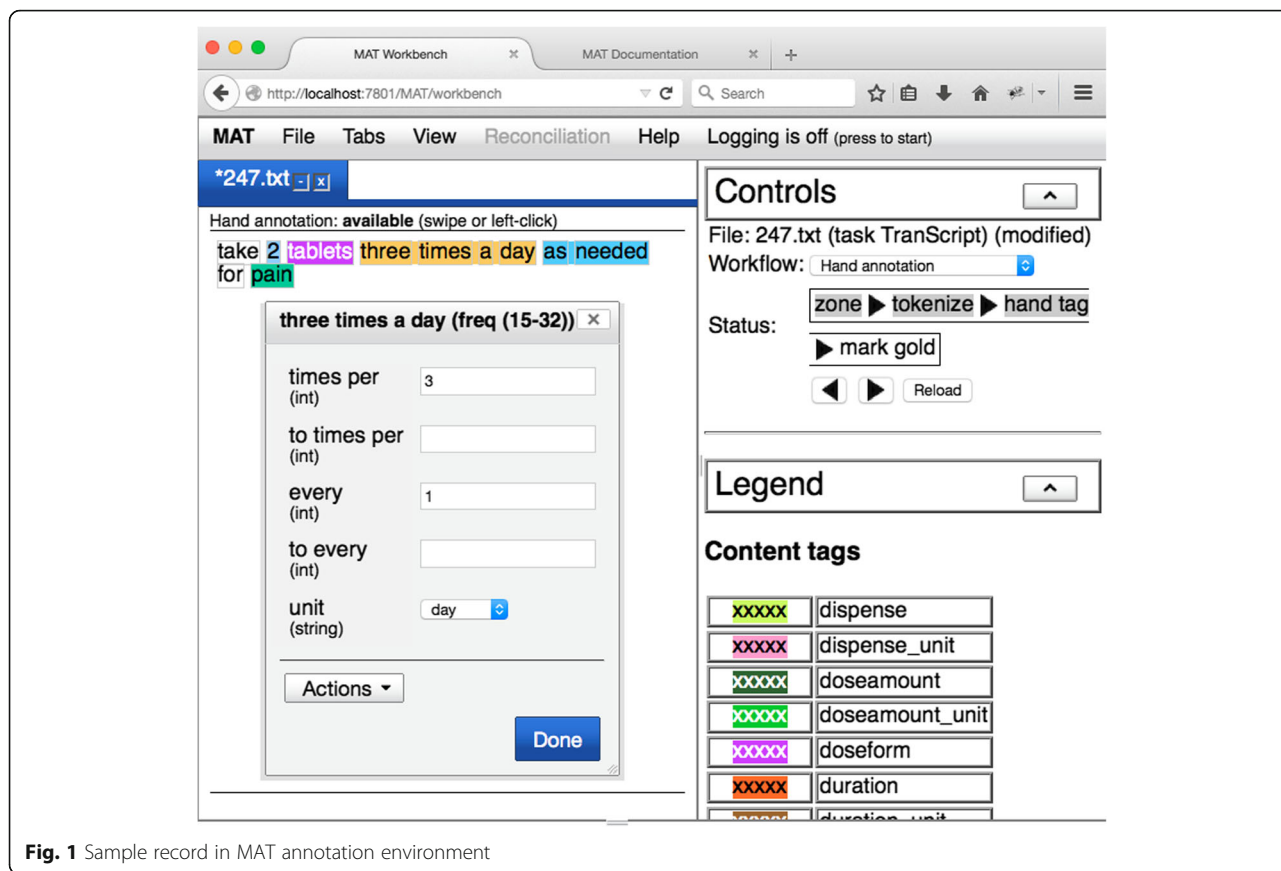 MAT Workbench
MAT Documentation
http://localhost:7801/MAT/workbench
Search
MAT File Tabs View Reconciliation Help Logging is off (press to start)
*247.txt - x
Hand annotation: available (swipe or left-click)
take 2 tablets three times a day as needed
for pain
three times a day (freq (15-32))
times per
(int)
3
to times per
(int)
every
(int)
1
to every
(int)
unit
(string)
day
Actions
Done
Controls
File: 247.txt (task TranScript) (modified)
Workflow: Hand annotation
Status:
zone ▶ tokenize ▶ hand tag
▶ mark gold
Reload
Legend
Content tags
xxxxx dispense
xxxxx dispense_unit
xxxxx doseamount
xxxxx doseamount_unit
xxxxx doseform
xxxxx duration
xxxxx duration_unit
Fig. 1 Sample record in MAT annotation environment